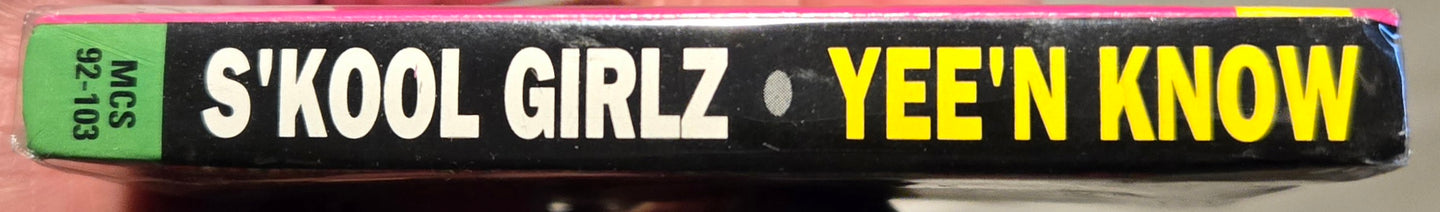 MCS
92-103
S'KOOL GIRLZ • YEE'N KNOW